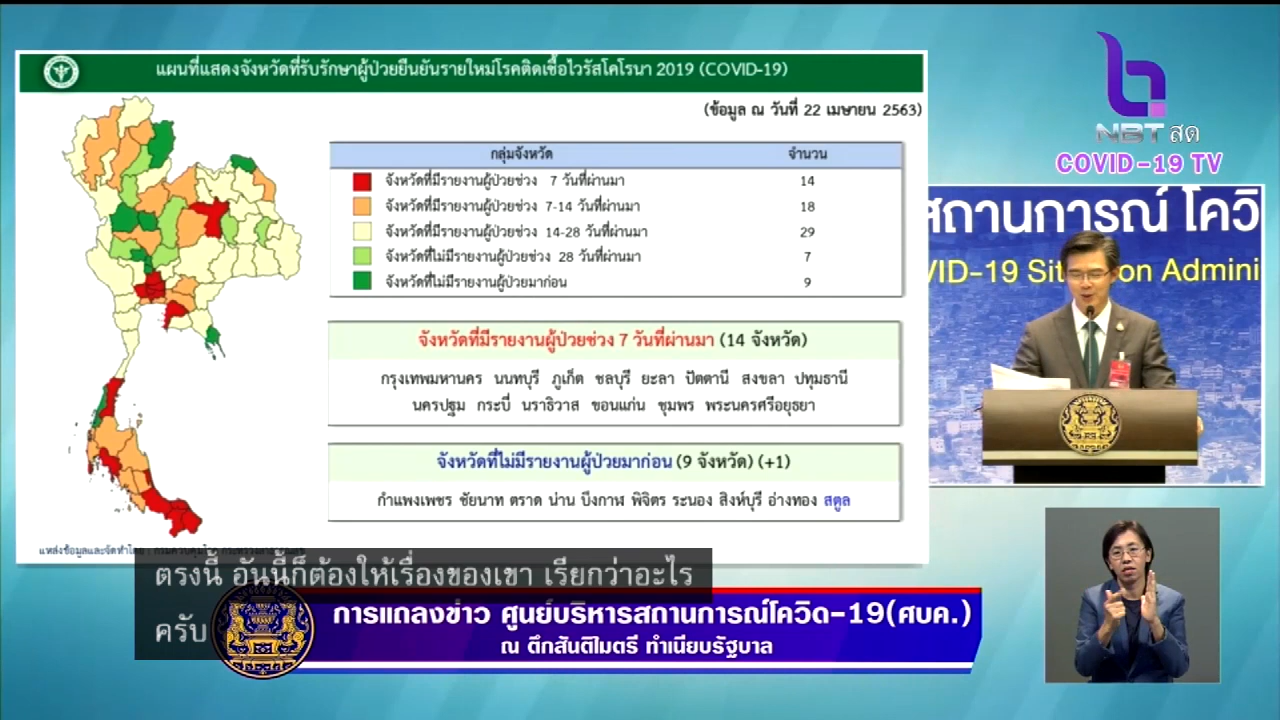 แผนที่แสดงจังหวัดที่รับรักษาผู้ป่วยยืนยันรายใหม่โรคติดเชื้อไวรัสโคโรนา 2019 (COVID-19)
(ข้อมูล ณ วันที่ 22 เมษายน 2563)
กลุ่มจังหวัด จำนวน
จังหวัดที่มีรายงานผู้ป่วยช่วง 7 วันที่ผ่านมา 14
จังหวัดที่มีรายงานผู้ป่วยช่วง 7-14 วันที่ผ่านมา 18
จังหวัดที่มีรายงานผู้ป่วยช่วง 14-28 วันที่ผ่านมา 29
จังหวัดที่ไม่มีรายงานผู้ป่วยช่วง 28 วันที่ผ่านมา 7
จังหวัดที่ไม่มีรายงานผู้ป่วยมาก่อน 9
จังหวัดที่มีรายงานผู้ป่วยช่วง 7 วันที่ผ่านมา (14 จังหวัด)
กรุงเทพมหานคร นนทบุรี ภูเก็ต ชลบุรี ยะลา ปัตตานี สงขลา ปทุมธานี
นครปฐม กระบี่ นราธิวาส ขอนแก่น ชุมพร พระนครศรีอยุธยา
จังหวัดที่ไม่มีรายงานผู้ป่วยมาก่อน (9 จังหวัด) (+1)
กำแพงเพชร ชัยนาท ตราด น่าน บึงกาฬ พิจิตร ระนอง สิงห์บุรี อ่างทอง สตูล
แหล่งข้อมูลและจัดทำโดย :
NBT สด
COVID-19 TV
สถานการณ์ โควิ
VID-19 Sit on Admini
ตรงนี้ อันนี้ก็ต้องให้เรื่องของเขา เรียกว่าอะไร
ครับ
การแถลงข่าว ศูนย์บริหารสถานการณ์โควิด-19(ศบค.)
ณ ตึกสันติไมตรี ทำเนียบรัฐบาล